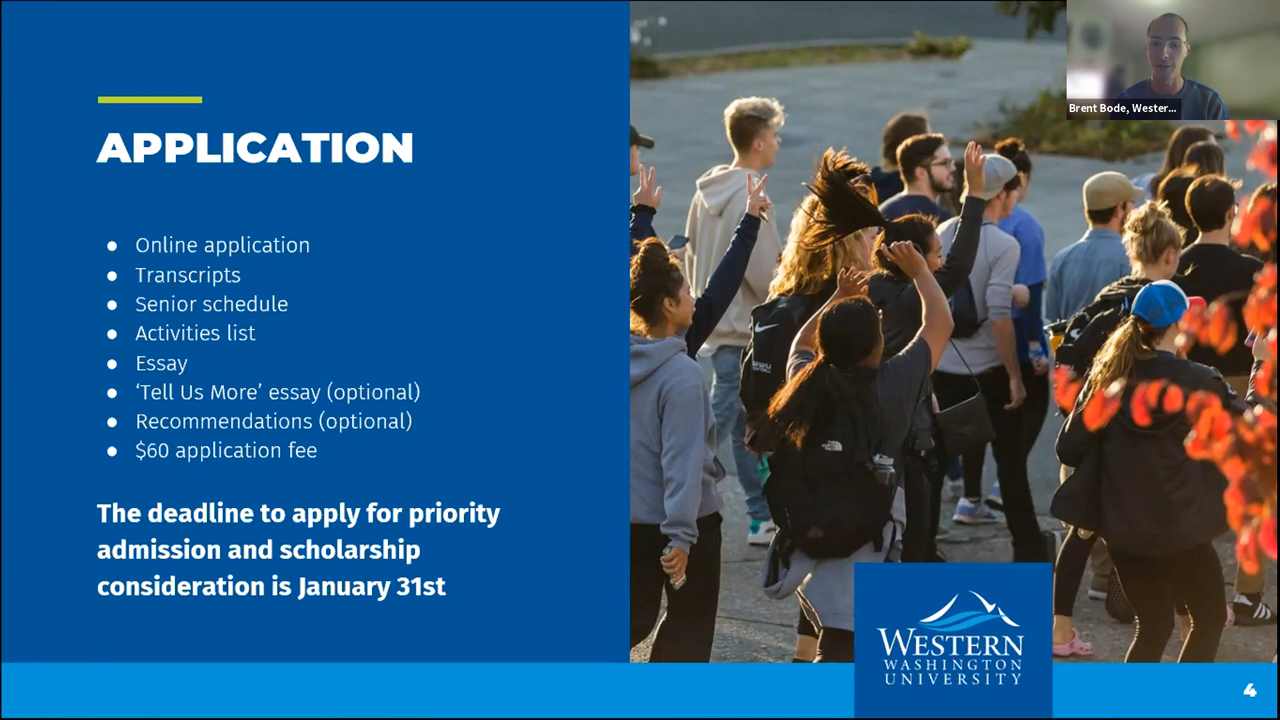 Brent Bode, Wester...
APPLICATION
● Online application
● Transcripts
● Senior schedule
● Activities list
● Essay
● ‘Tell Us More’ essay (optional)
● Recommendations (optional)
● $60 application fee
The deadline to apply for priority
admission and scholarship
consideration is January 31st
WESTERN
WASHINGTON
UNIVERSITY
4